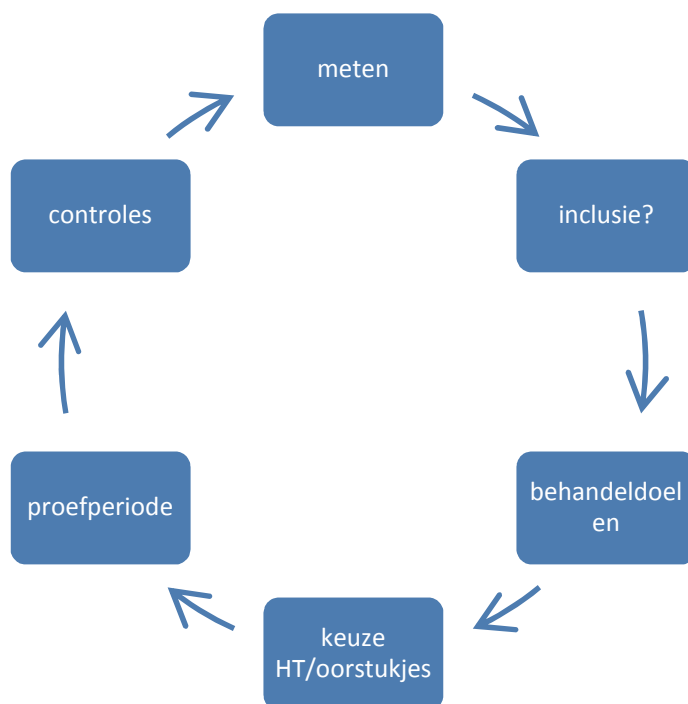 meten
inclusie?
behandeldoel
en
keuze
HT/oorstukjes
proefperiode
controles